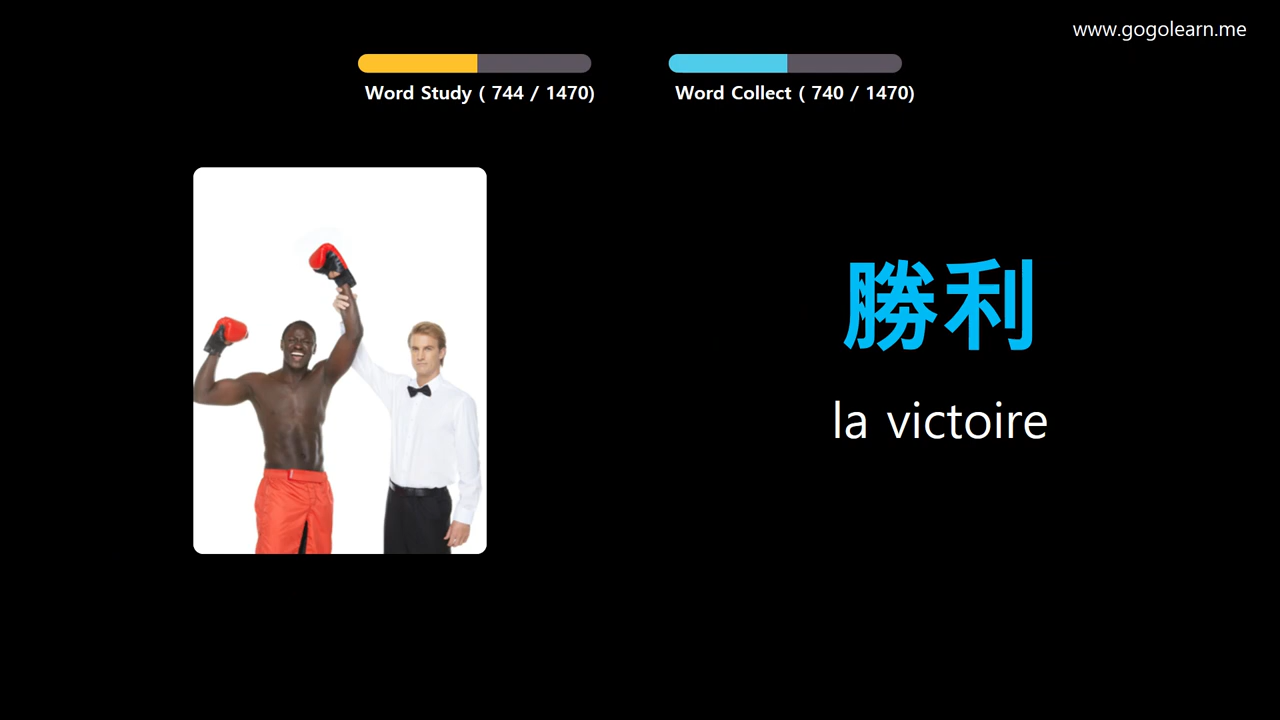 www.gogolearn.me
Word Study ( 744 / 1470)
Word Collect ( 740 / 1470)
勝利
la victoire